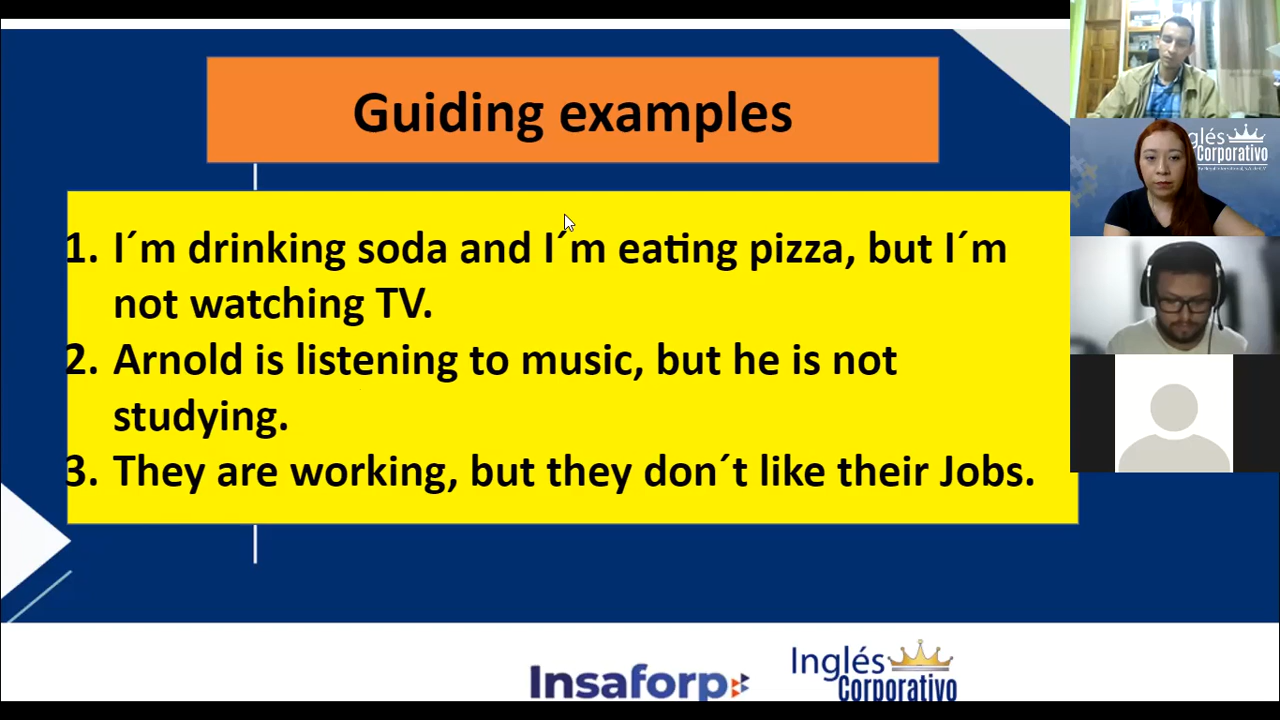 Guiding examples
1. I´m drinking soda and I´m eating pizza, but I´m
not watching TV.
2. Arnold is listening to music, but he is not
studying.
3. They are working, but they don´t like their Jobs.
Insaforp
Inglés
Corporativo
glés
Corporativo